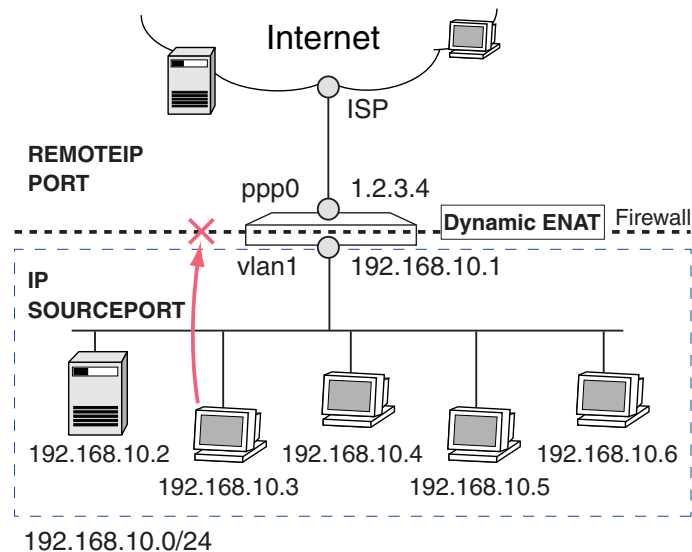 Internet
ISP
REMOTEIP
PORT
ppp0
1.2.3.4
Dynamic ENAT
Firewall
vlan1
192.168.10.1
IP
SOURCEPORT
192.168.10.2
192.168.10.3
192.168.10.4
192.168.10.5
192.168.10.6
192.168.10.0/24